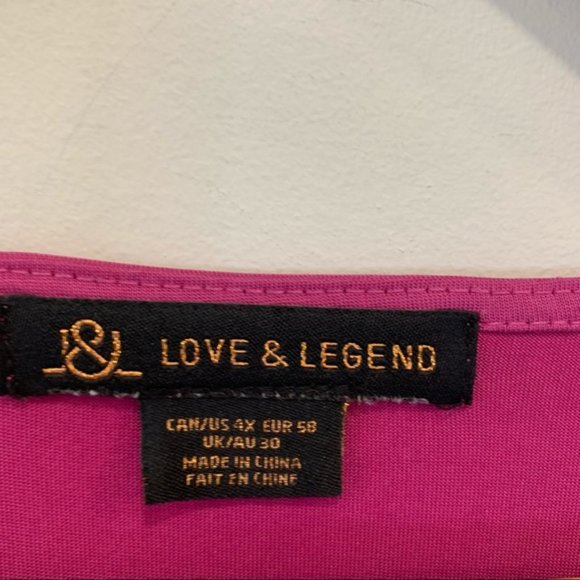 & LOVE & LEGEND
CAN/US 4X EUR 58
UK/AU 30
MADE IN CHINA
FAIT EN CHINE